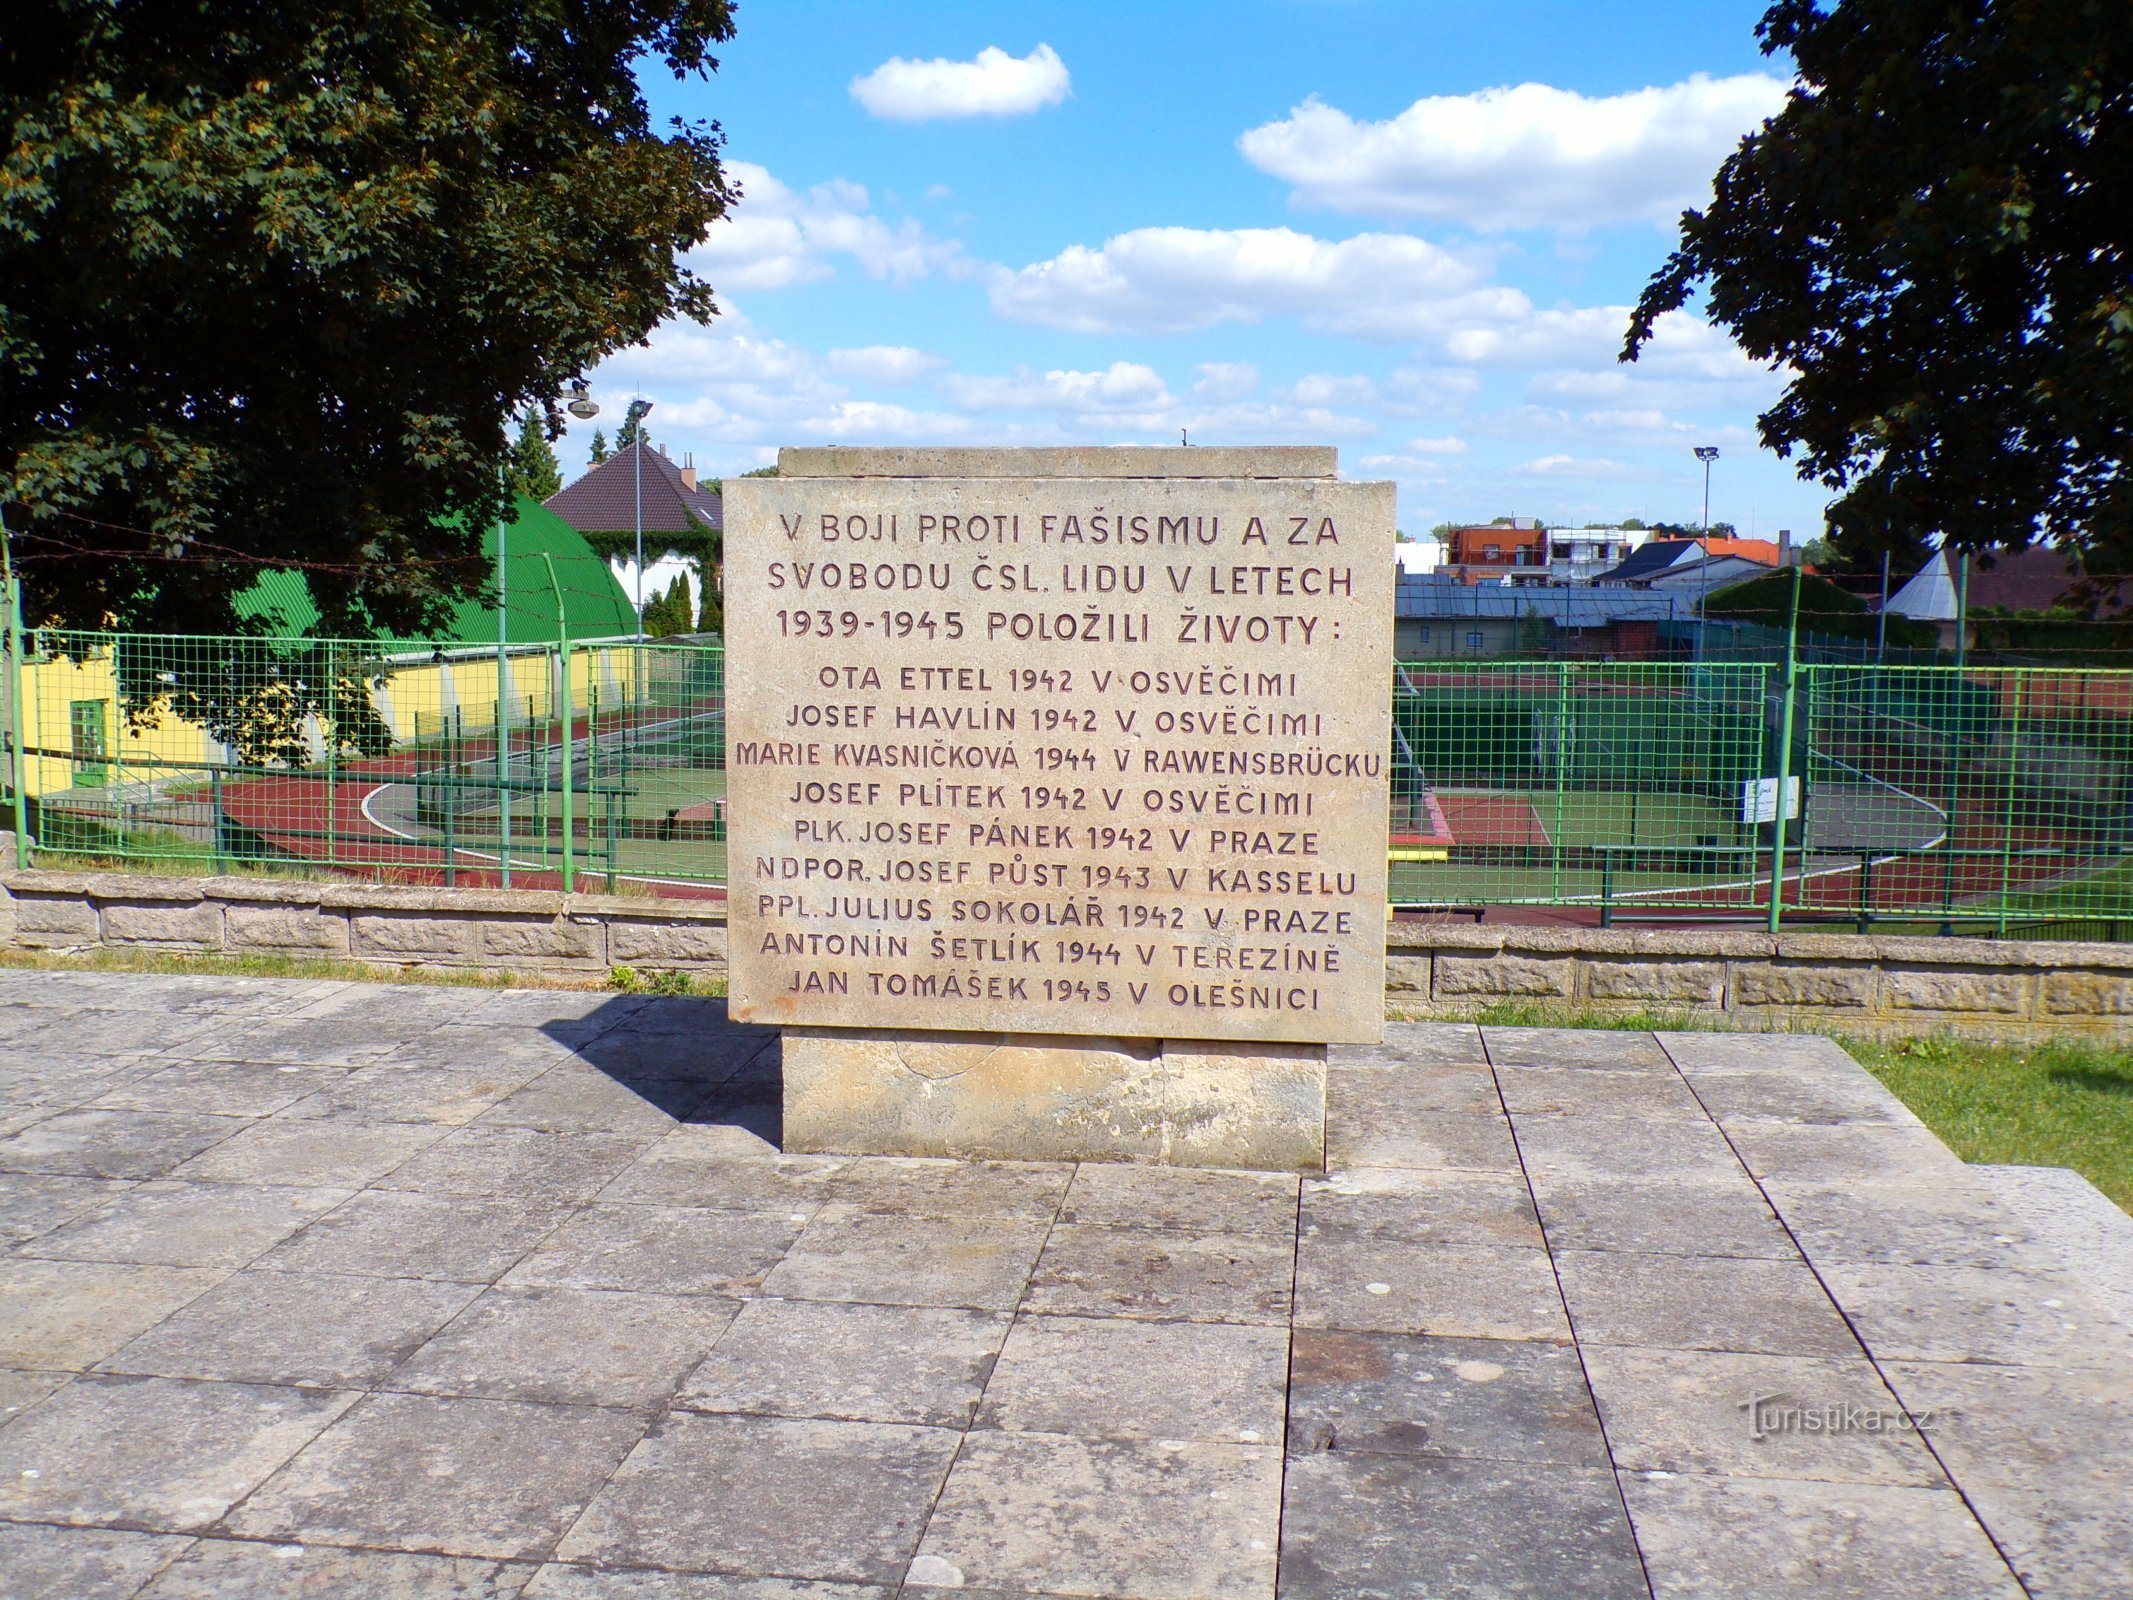 V BOJI PROTI FAŠISMU A ZA
SVOBODU ČSL. LIDU V LETECH
1939-1945 POLOŽILI ŽIVOTY:
OTA ETTEL 1942 V OSVĚČIMI
JOSEF HAVLÍN 1942 V OSVĚČIMI
MARIE KVASNIČKOVÁ 1944 V RAWENSBRÜCKU
JOSEF PLÍTEK 1942 V OSVĚČIMI
PLK. JOSEF PÁNEK 1942 V PRAZE
NDPOR. JOSEF PŮST 1943 V KASSELU
PPL. JULIUS SOKOLÁŘ 1942 V PRAZE
ANTONÍN ŠETLÍK 1944 V TEREZÍNĚ
JAN TOMÁŠEK 1945 V OLEŠNICI
Turistika.cz